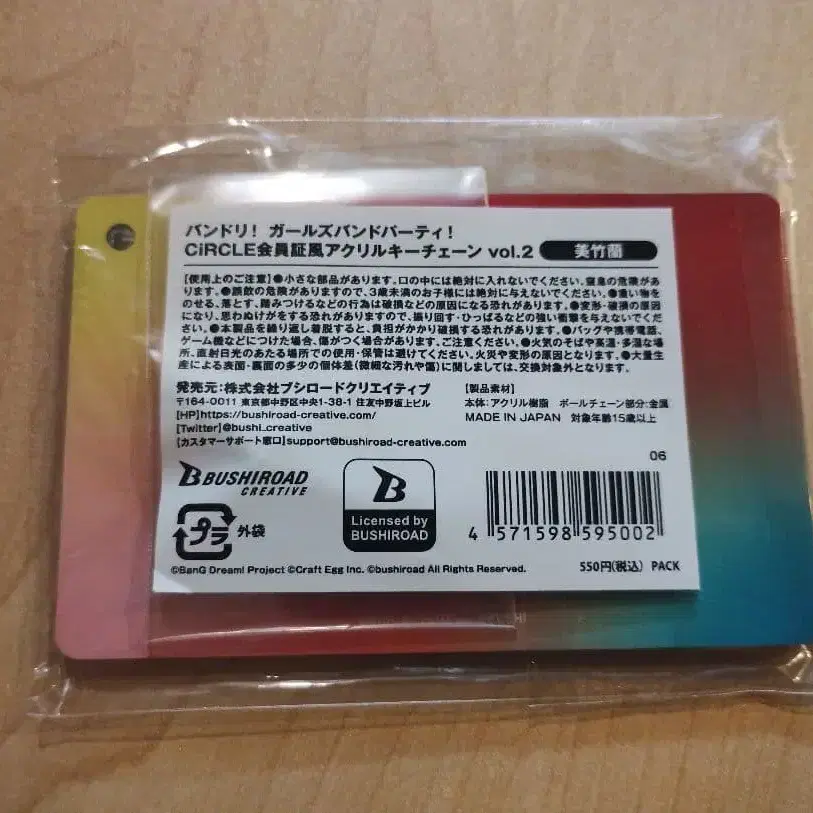 バンドリ! ガールズバンドパーティ!
CiRCLE会員証風アクリルキーチェーン vol.2 美竹蘭
【使用上のご注意】●小さな部品があります。口の中には絶対に入れないでください。窒息の危険があ
ります。●誤飲の危険がありますので、3歳未満のお子様には絶対に与えないでください。●重い物を
のせる、落とす、踏みつけるなどの行為は破損などの原因になる恐れがあります。●変形・破損の原因
になり、思わぬけがをする恐れがありますので、振り回す・ひっぱるなどの強い衝撃を与えないでくだ
さい。●本製品を繰り返し着脱すると、負担がかかり破損する恐れがあります。●バッグや携帯電話、
ゲーム機などにつけた場合、傷がつく場合があります。ご注意ください。●火気のそばや高温・多湿な場
所、直射日光のあたる場所での使用・保管は避けてください。火災や変形の原因となります。●大量生
産による表面・裏面の多少の個体差(微細な汚れや傷)に関しましては、交換対象外となります。
発売元:株式会社ブシロードクリエイティブ
〒164-0011 東京都中野区中央1-38-1 住友中野坂上ビル
[HP]https://bushiroad-creative.com/
[Twitter]@bushi_creative
[カスタマーサポート窓口]support@bushiroad-creative.com
【製品素材】
本体:アクリル樹脂 ボールチェーン部分:金属
MADE IN JAPAN 対象年齢15歳以上
06
BUSHIROAD
CREATIVE
プラ 外袋
B
Licensed by
BUSHIROAD
4 571598 595002
©BanG Dream! Project ©Craft Egg Inc. ©bushiroad All Rights Reserved.
550円(税込) PACK